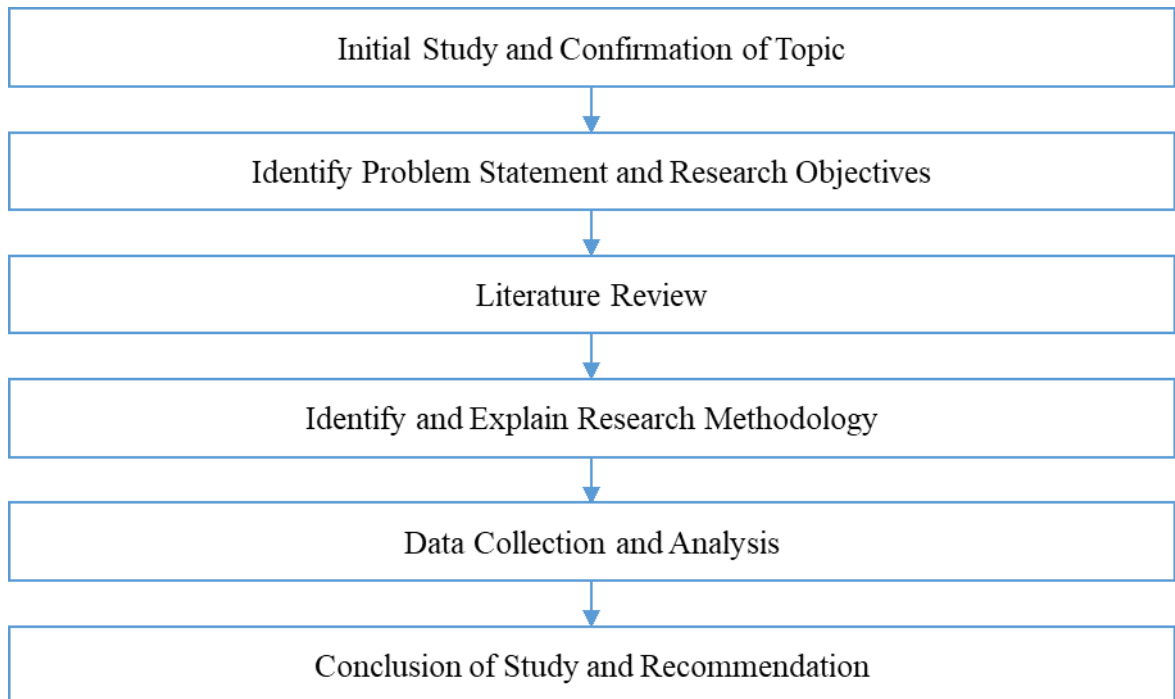 Initial Study and Confirmation of Topic
Identify Problem Statement and Research Objectives
Literature Review
Identify and Explain Research Methodology
Data Collection and Analysis
Conclusion of Study and Recommendation